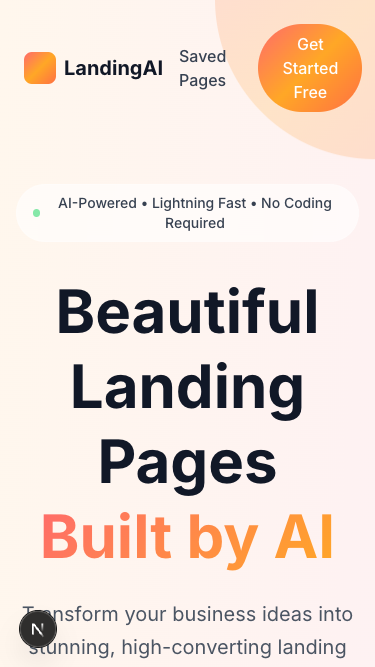 LandingAI
Saved
Pages
Get
Started
Free
AI-Powered • Lightning Fast • No Coding
Required
Beautiful
Landing
Pages
Built by AI
Transform your business ideas into
stunning, high-converting landing
N